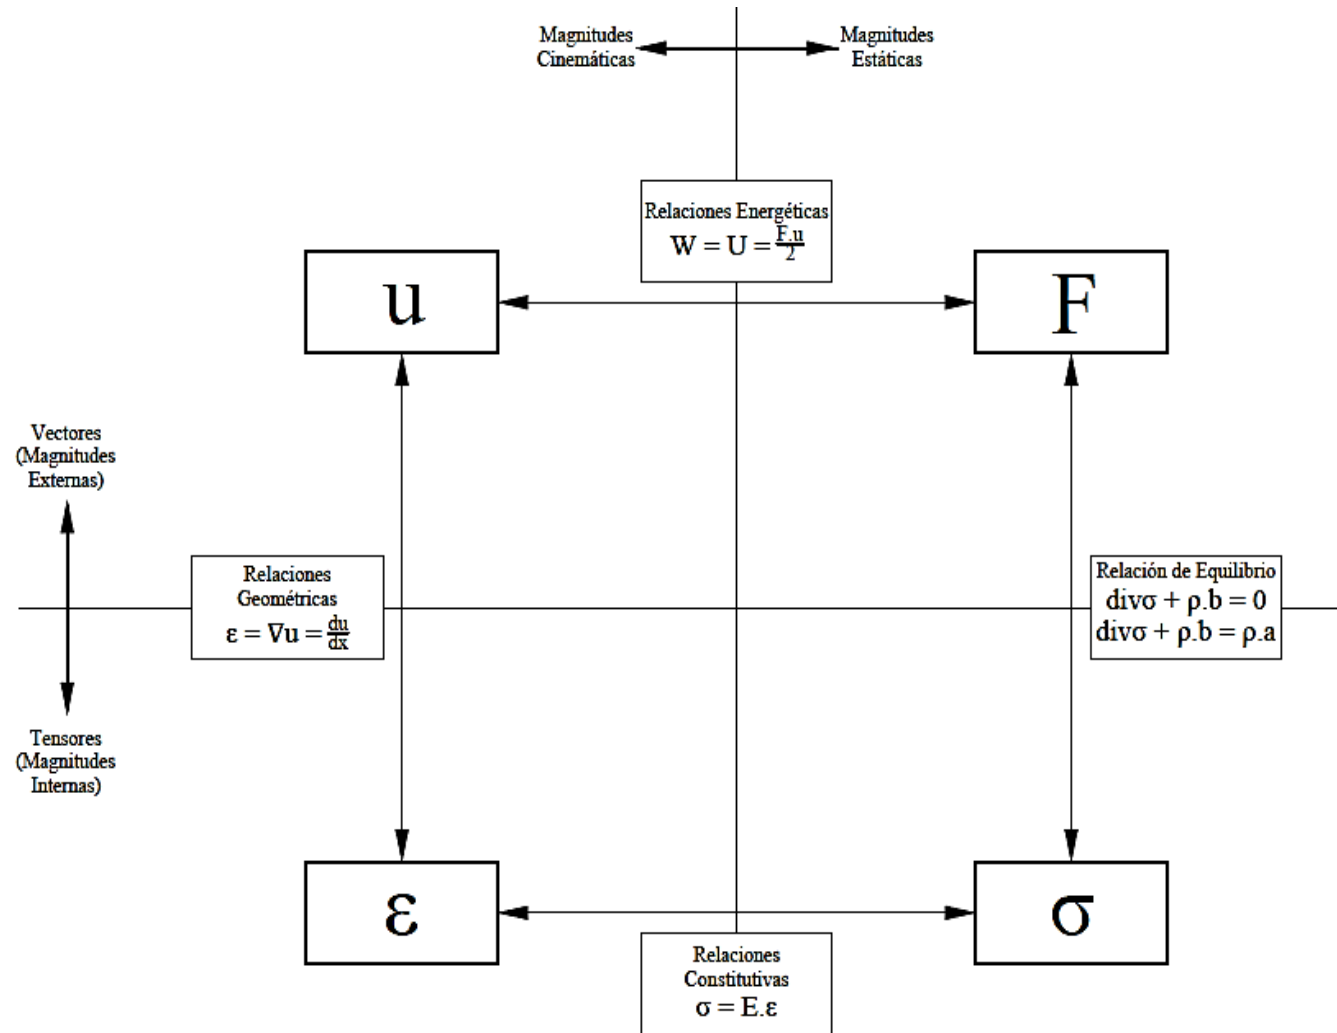 Magnitudes
Cinemáticas
Magnitudes
Estáticas
Relaciones Energéticas
W = U = F.u/2
u
F
Vectores
(Magnitudes
Externas)
Relaciones
Geométricas
ε = ∇u = du/dx
Relación de Equilibrio
divσ + ρ.b = 0
divσ + ρ.b = ρ.a
Tensores
(Magnitudes
Internas)
ε
σ
Relaciones
Constitutivas
σ = E.ε